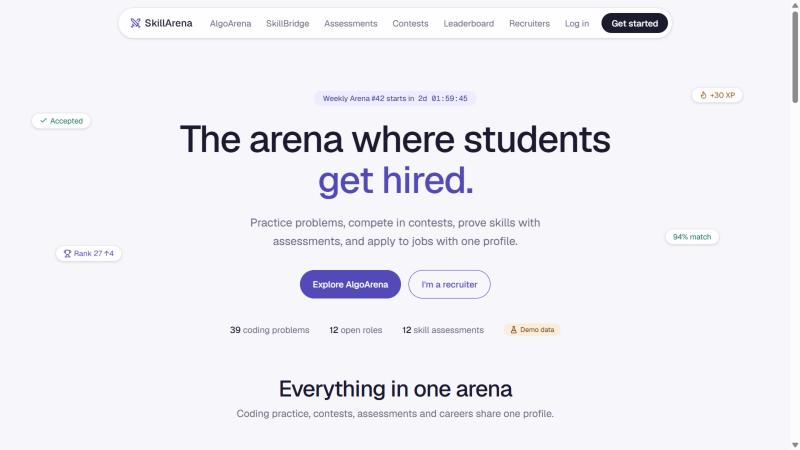 SkillArena AlgoArena SkillBridge Assessments Contests Leaderboard Recruiters Log in Get started
Weekly Arena #42 starts in 2d 01:59:45
+30 XP
Accepted
The arena where students
get hired.
Practice problems, compete in contests, prove skills with
assessments, and apply to jobs with one profile.
94% match
Rank 27 ↑4
Explore AlgoArena I'm a recruiter
39 coding problems 12 open roles 12 skill assessments Demo data
Everything in one arena
Coding practice, contests, assessments and careers share one profile.